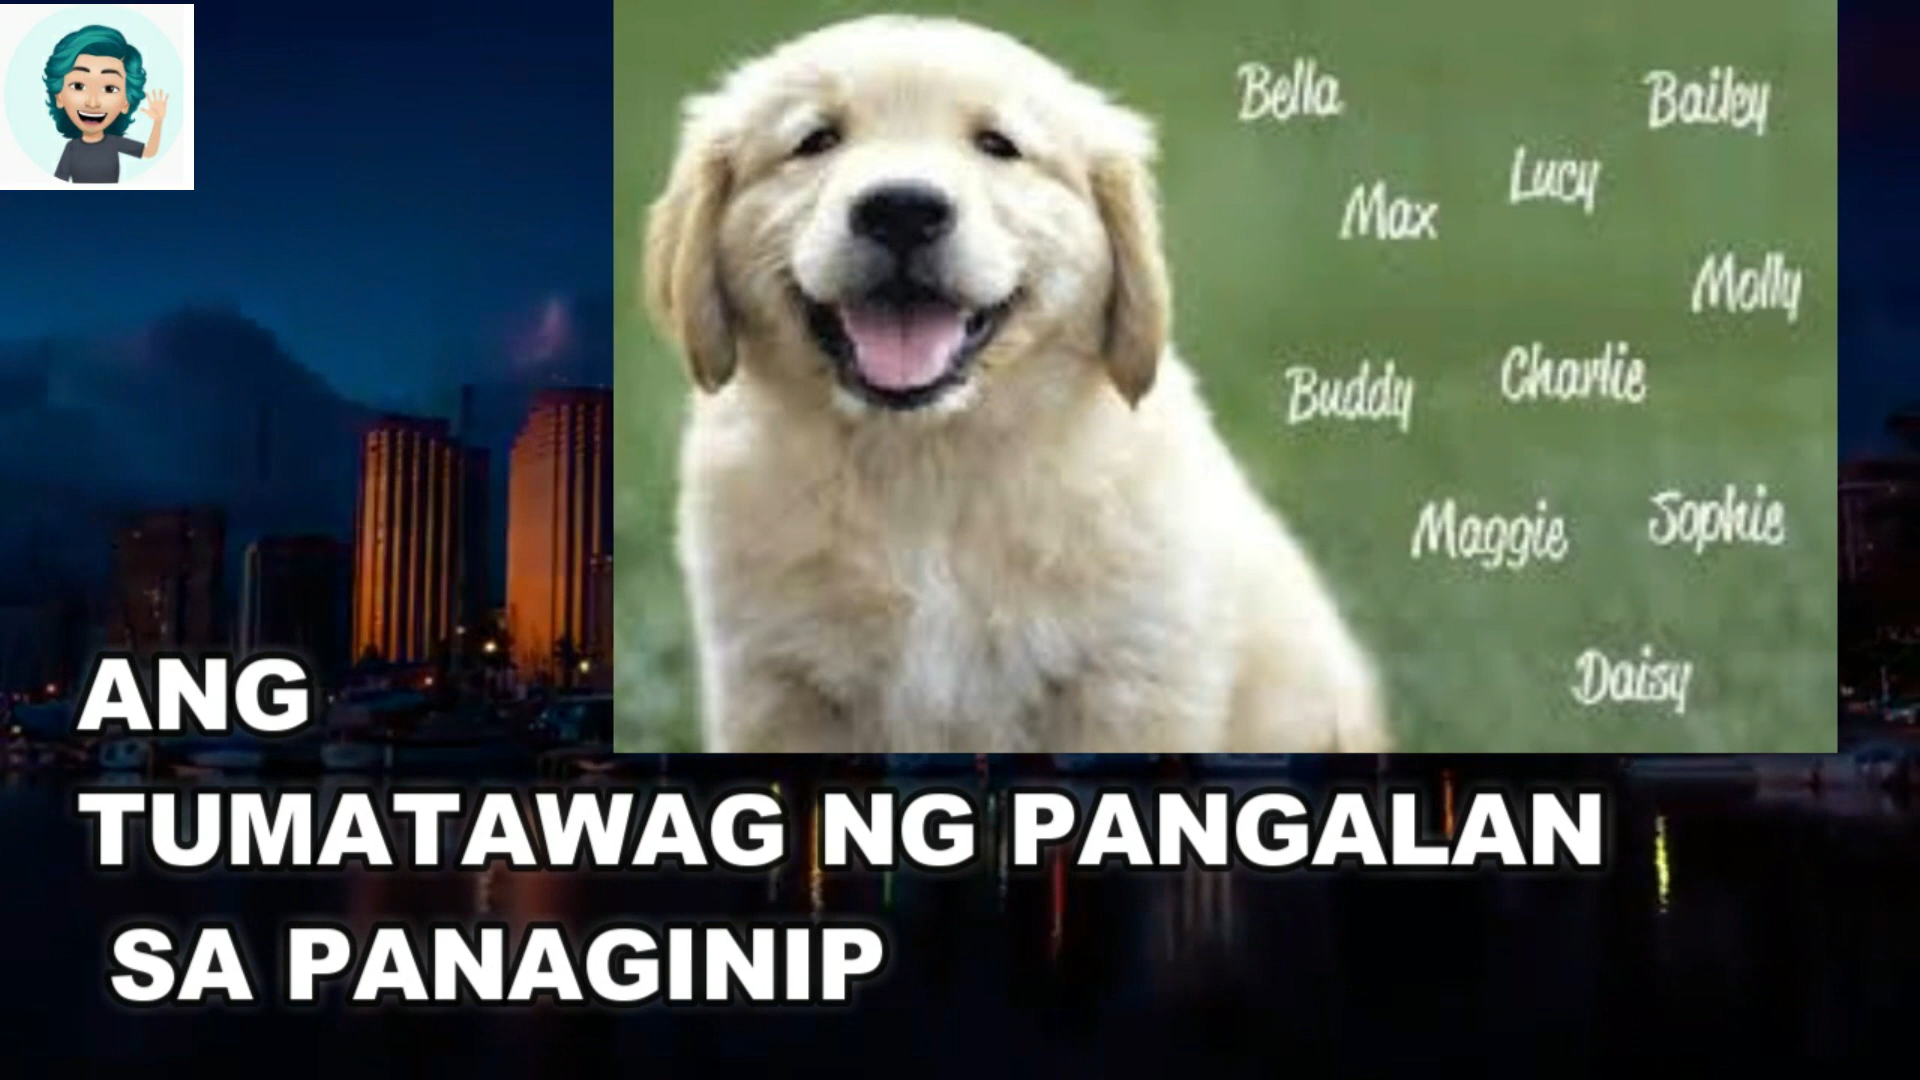 Bella
Bailey
Lucy
Max
Molly
Charlie
Buddy
Maggie
Sophie
Daisy
ANG
TUMATAWAG NG PANGALAN
SA PANAGINIP